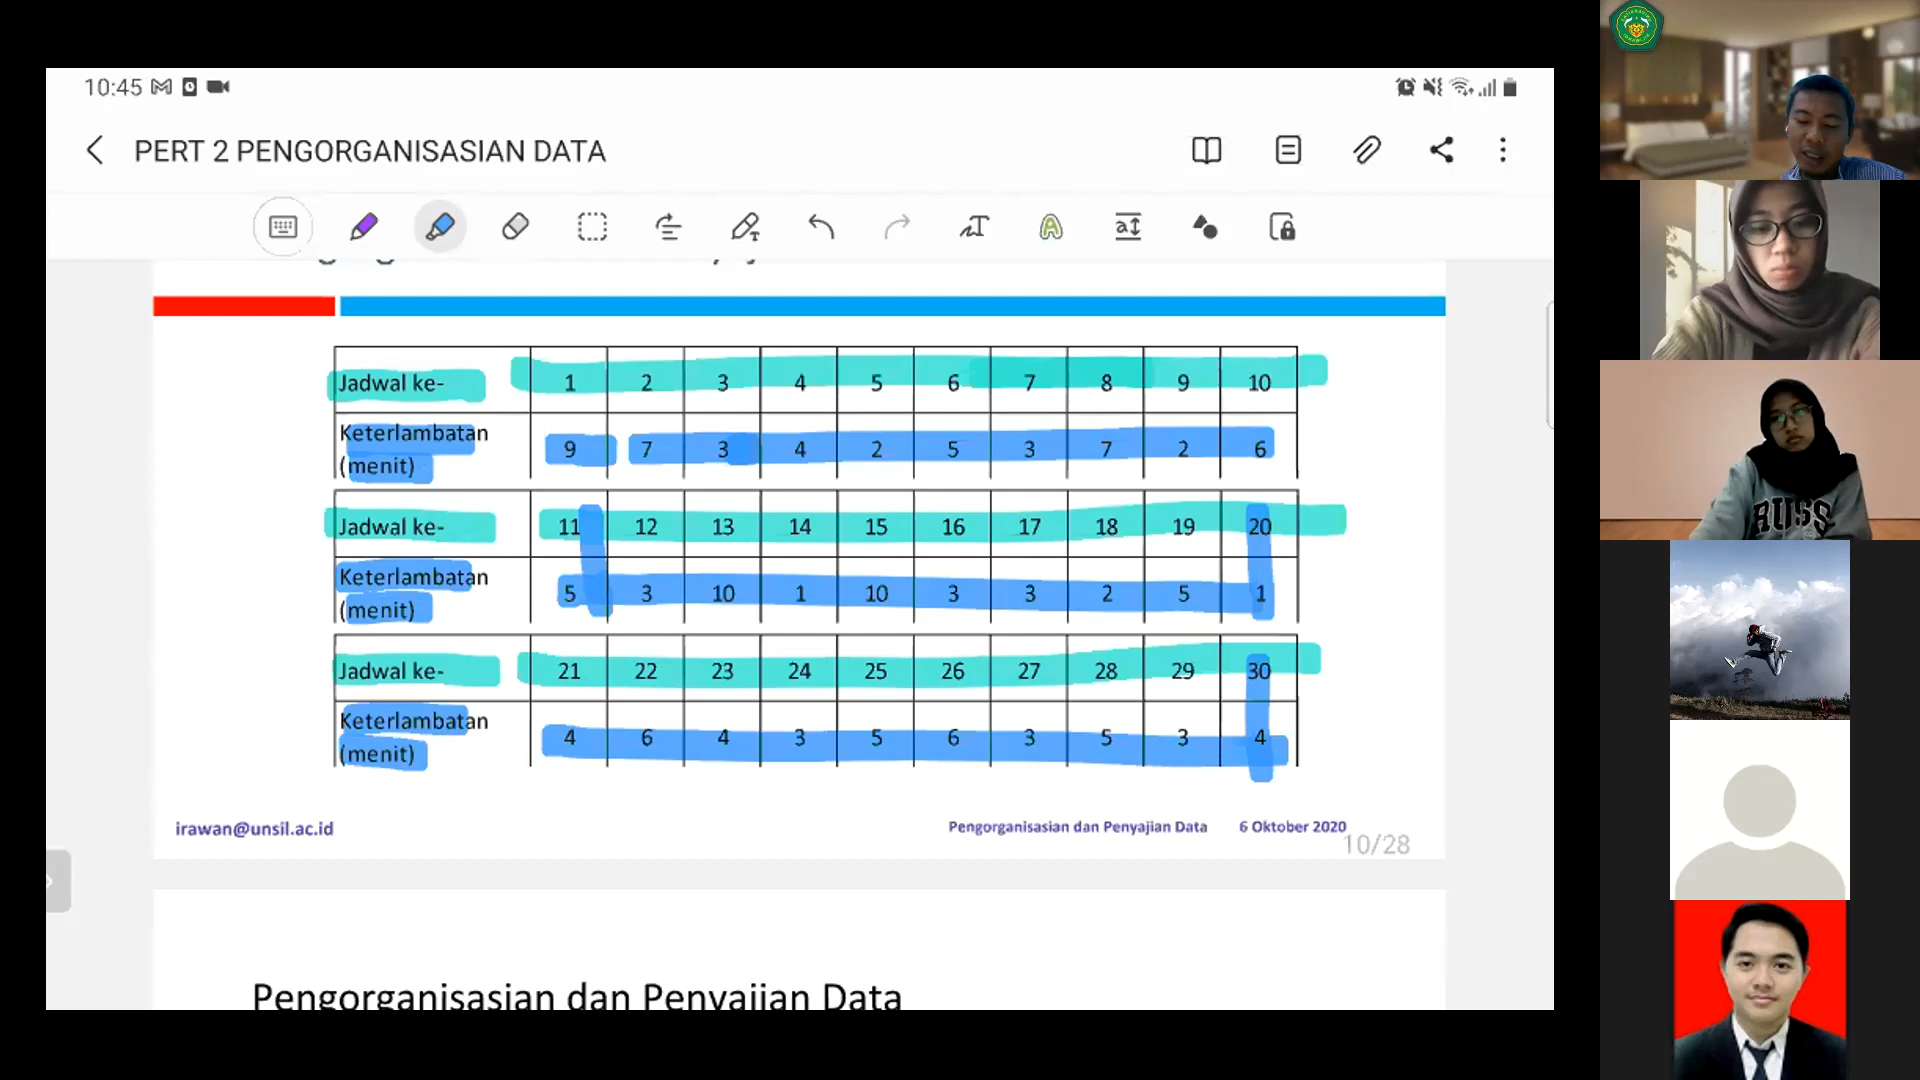 10:45
PERT 2 PENGORGANISASIAN DATA
Jadwal ke- 1 2 3 4 5 6 7 8 9 10
Keterlambatan (menit) 9 7 3 4 2 5 3 7 2 6
Jadwal ke- 11 12 13 14 15 16 17 18 19 20
Keterlambatan (menit) 5 3 10 1 10 3 3 2 5 1
Jadwal ke- 21 22 23 24 25 26 27 28 29 30
Keterlambatan (menit) 4 6 4 3 5 6 3 5 3 4
irawan@unsil.ac.id Pengorganisasian dan Penyajian Data 6 Oktober 2020
10/28
Pengorganisasian dan Penyajian Data
RUSS